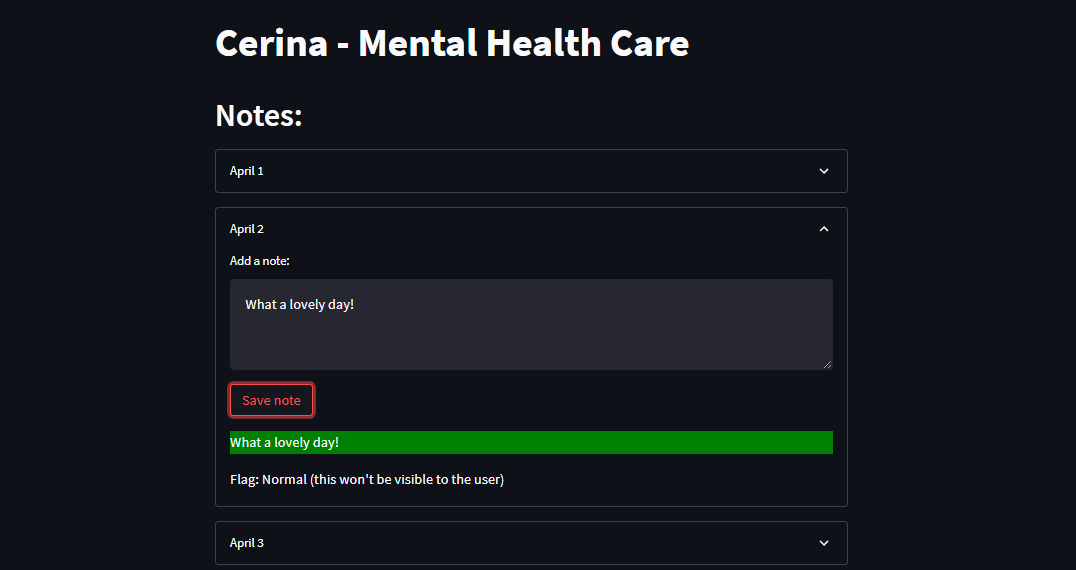 Cerina - Mental Health Care
Notes:
April 1
April 2
Add a note:
What a lovely day!
Save note
What a lovely day!
Flag: Normal (this won't be visible to the user)
April 3